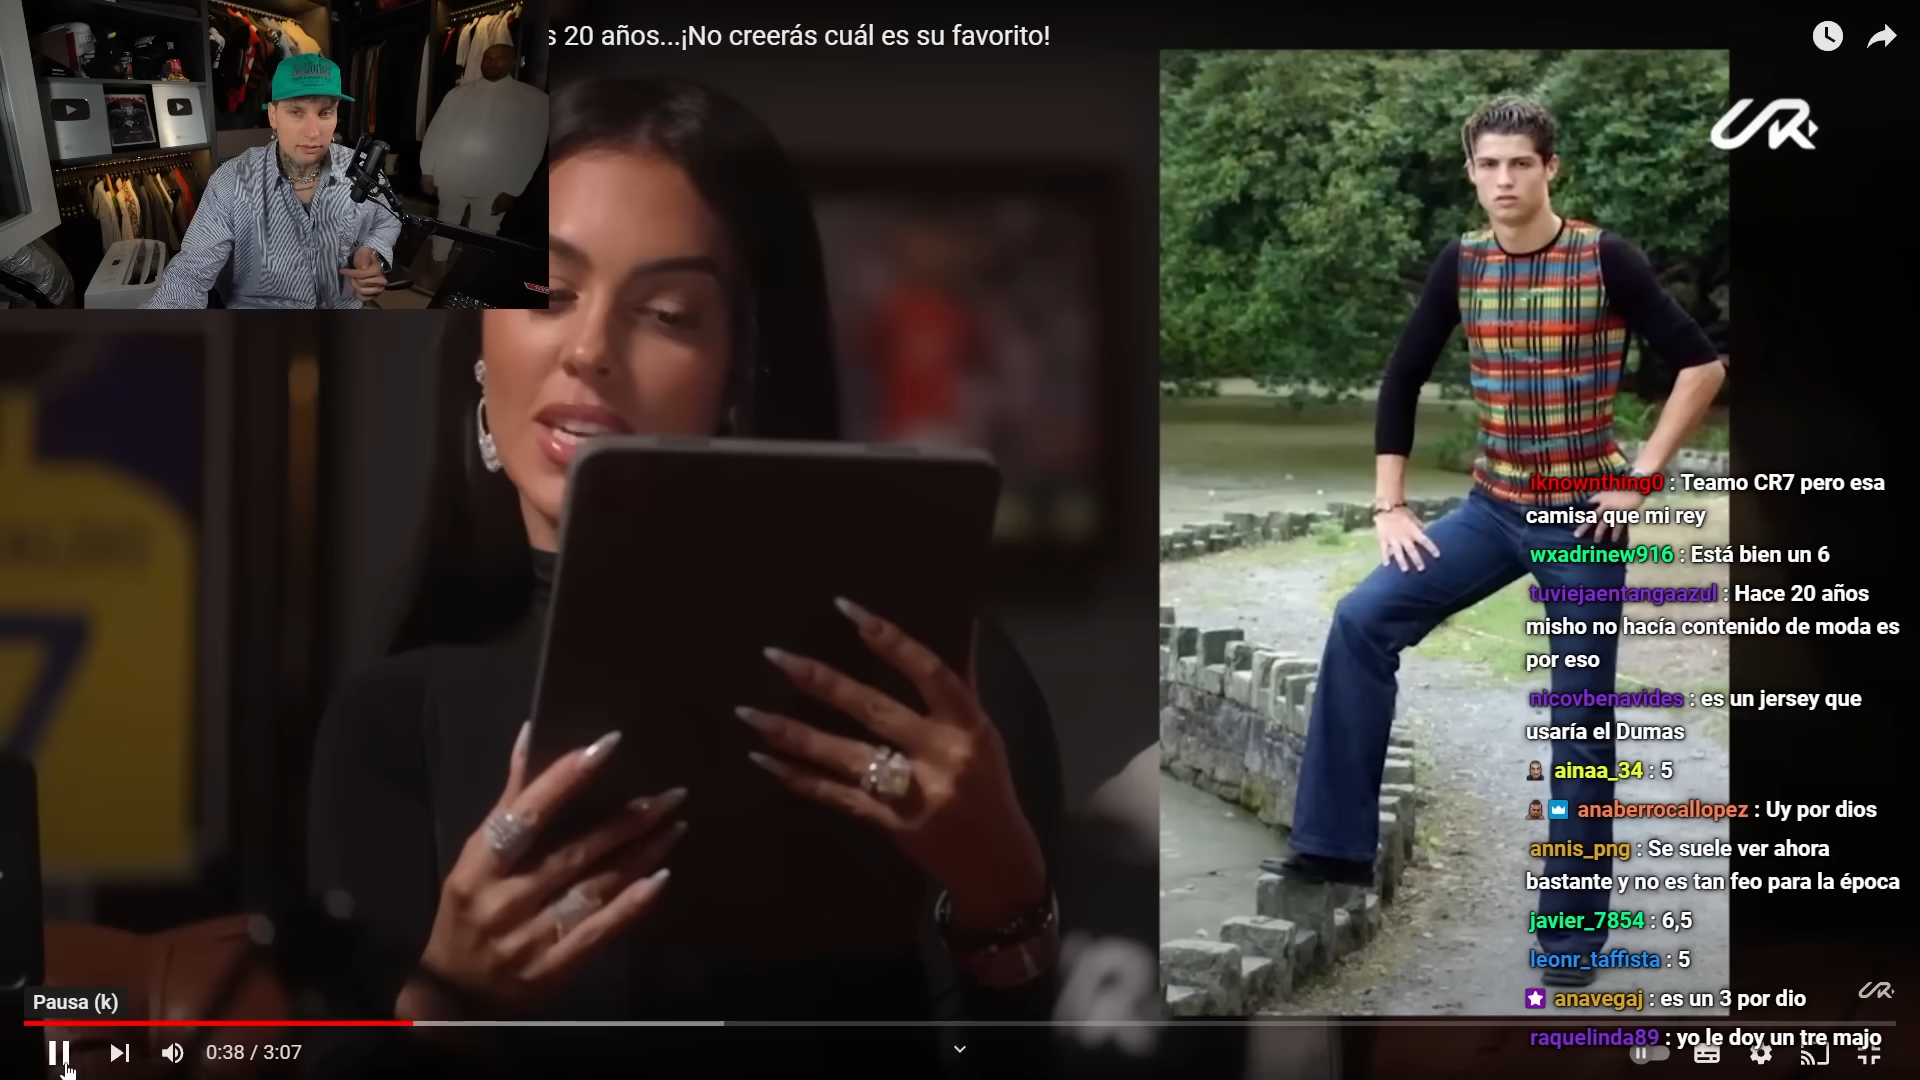 s 20 años...¡No creerás cuál es su favorito!
iknownthing0 : Teamo CR7 pero esa
camisa que mi rey
wxadrinew916 : Está bien un 6
tuviejaentangaazul : Hace 20 años
misho no hacía contenido de moda es
por eso
nicovbenavides : es un jersey que
usaría el Dumas
ainaa_34 : 5
anaberrocallopez : Uy por dios
annis_png : Se suele ver ahora
bastante y no es tan feo para la época
javier_7854 : 6,5
leonr_taffista : 5
anavegaj : es un 3 por dio
raquelinda89 : yo le doy un tre majo
Pausa (k)
0:38 / 3:07
7